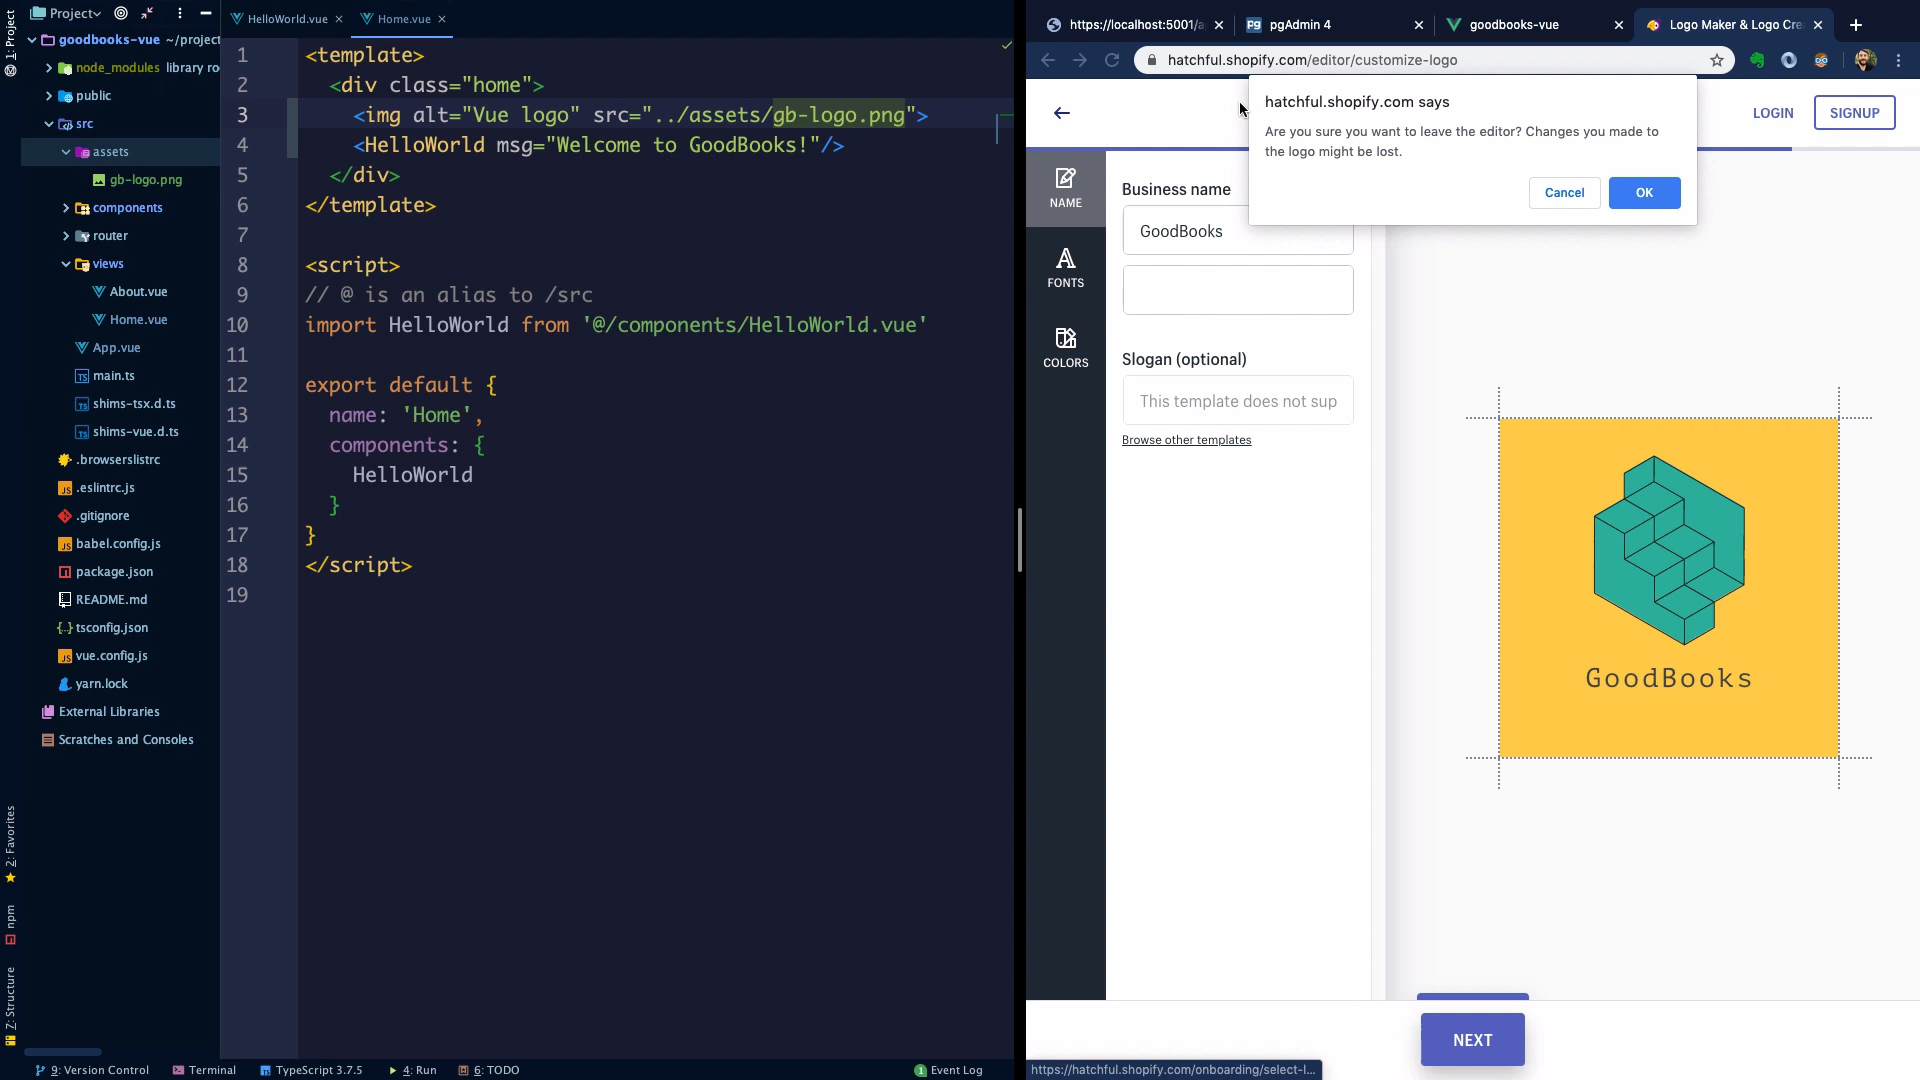 1: Project
Project
goodbooks-vue ~/project
node_modules library ro
public
src
assets
gb-logo.png
components
router
views
About.vue
Home.vue
App.vue
main.ts
shims-tsx.d.ts
shims-vue.d.ts
.browserslistrc
.eslintrc.js
.gitignore
babel.config.js
package.json
README.md
tsconfig.json
vue.config.js
yarn.lock
External Libraries
Scratches and Consoles
2: Favorites
npm
7: Structure
HelloWorld.vue
Home.vue
1 <template>
2 <div class="home">
3 <img alt="Vue logo" src="../assets/gb-logo.png">
4 <HelloWorld msg="Welcome to GoodBooks!"/>
5 </div>
6 </template>
7
8 <script>
9 // @ is an alias to /src
10 import HelloWorld from '@/components/HelloWorld.vue'
11
12 export default {
13 name: 'Home',
14 components: {
15 HelloWorld
16 }
17 }
18 </script>
19
9: Version Control
Terminal
TypeScript 3.7.5
4: Run
6: TODO
1 Event Log
https://localhost:5001/a
pgAdmin 4
goodbooks-vue
Logo Maker & Logo Cre
hatchful.shopify.com/editor/customize-logo
hatchful.shopify.com says
Are you sure you want to leave the editor? Changes you made to
the logo might be lost.
Cancel
OK
LOGIN
SIGNUP
NAME
FONTS
COLORS
Business name
GoodBooks
Slogan (optional)
This template does not sup
Browse other templates
GoodBooks
NEXT
https://hatchful.shopify.com/onboarding/select-l...